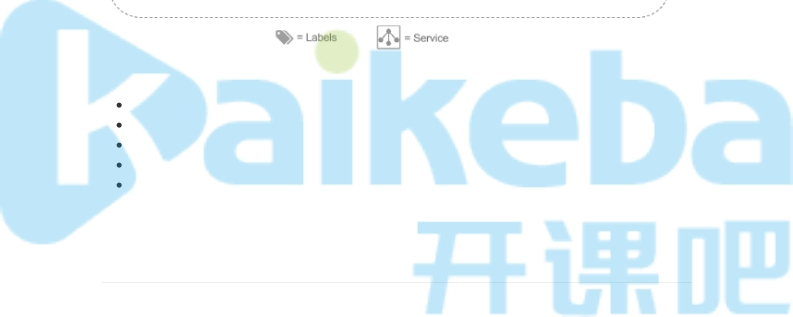 = Labels = Service
kaikeba
开课吧